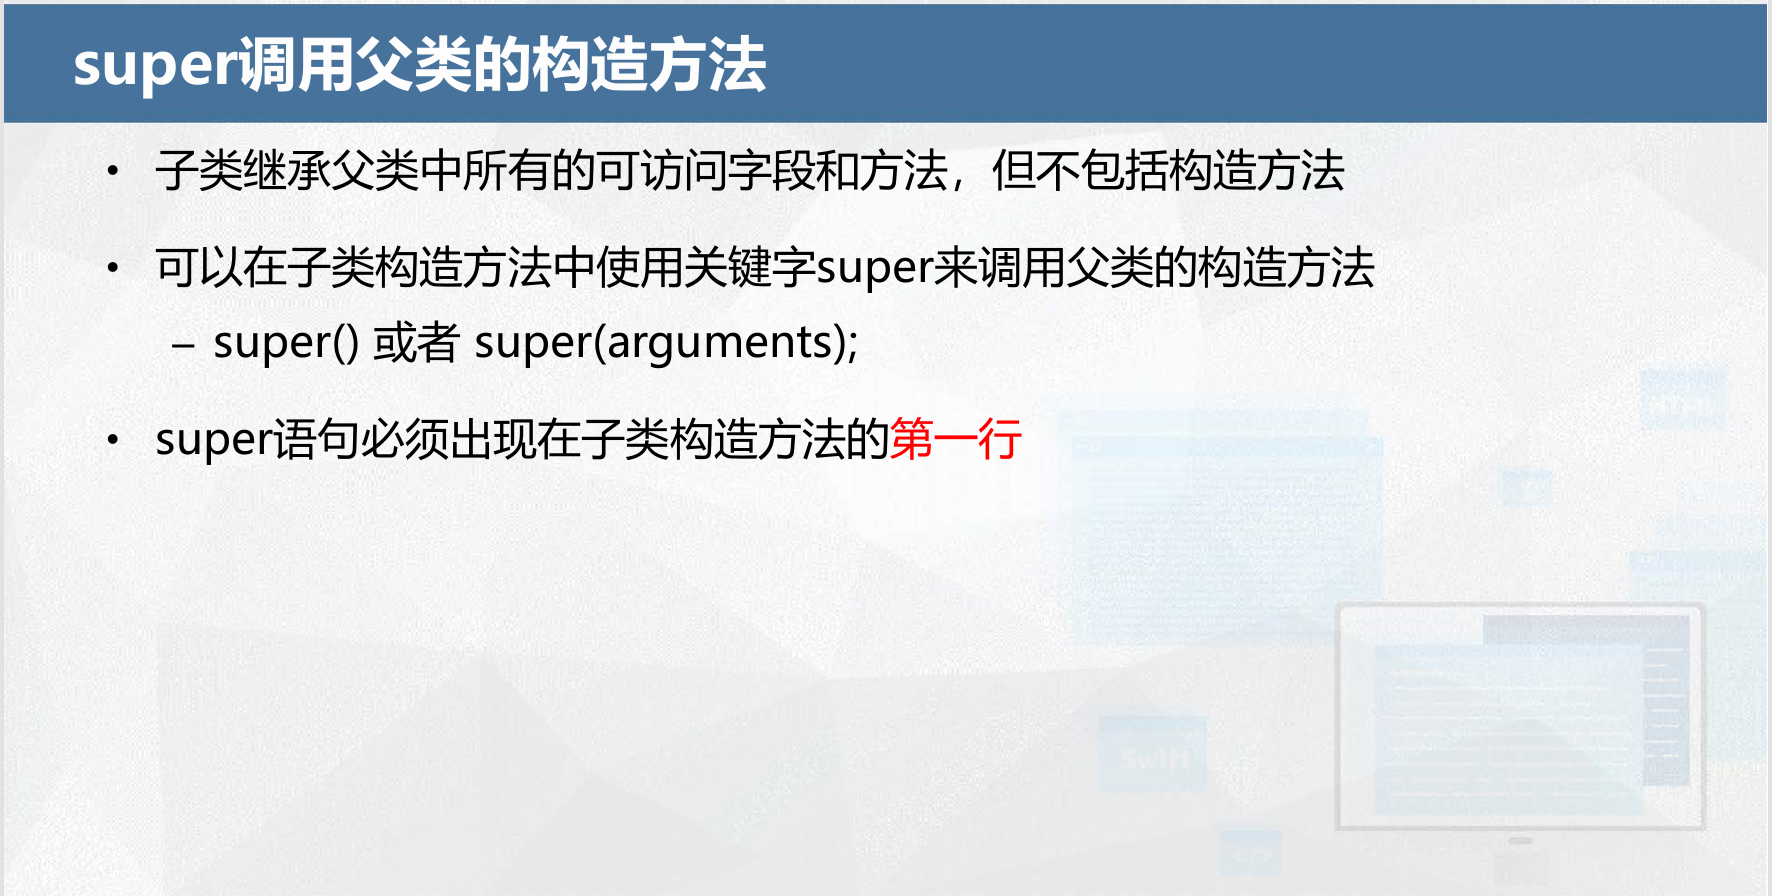 super调用父类的构造方法
• 子类继承父类中所有的可访问字段和方法，但不包括构造方法
• 可以在子类构造方法中使用关键字super来调用父类的构造方法
– super() 或者 super(arguments);
• super语句必须出现在子类构造方法的第一行
Swift
</>